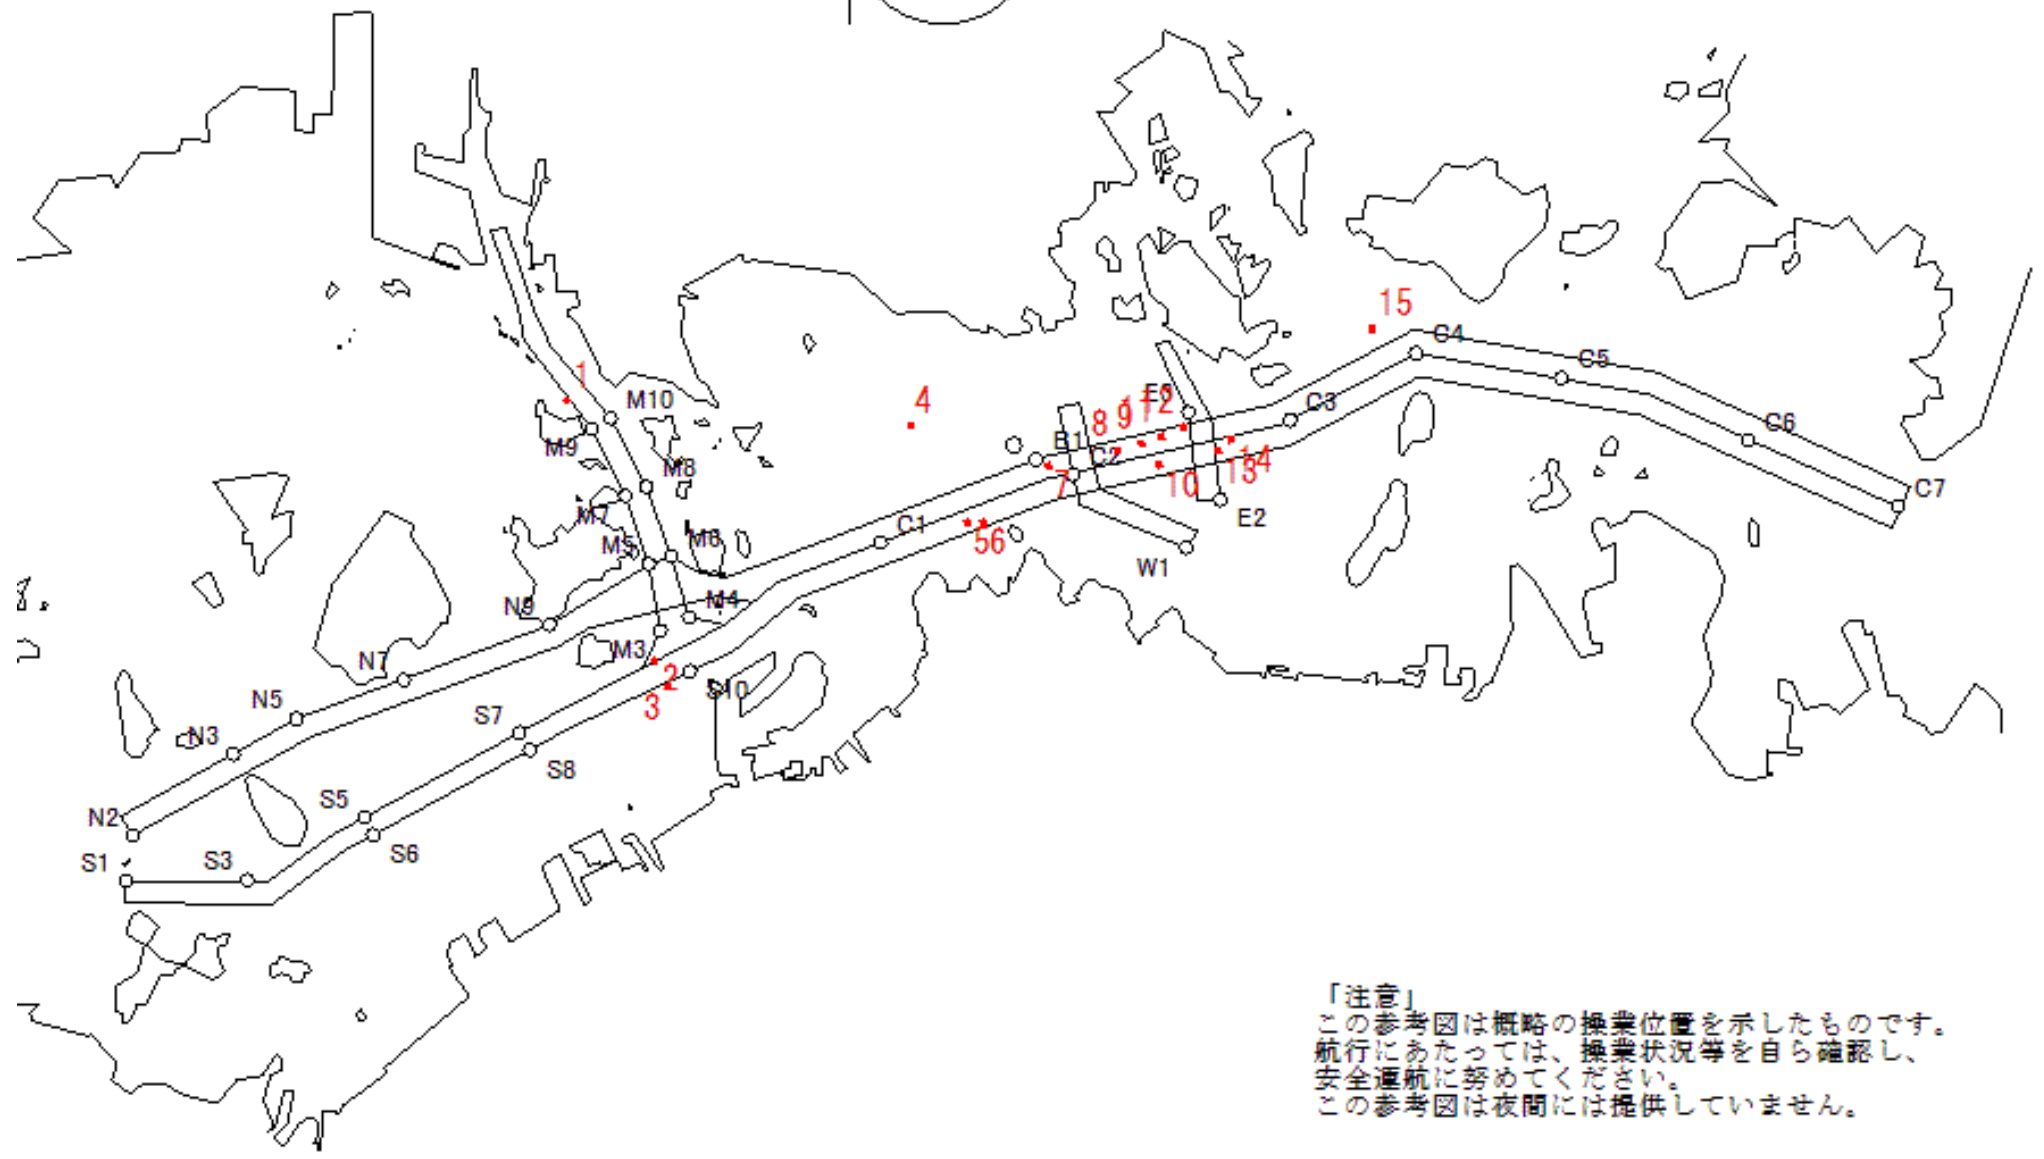 15
C4
C5
1
M10
4
E0
11
12
9
8
C3
C6
M9
B1
C2
M8
14
13
10
7
C7
M7
E2
C1
M6
M5
56
W1
N9
M4
M3
N7
2
S10
3
N5
S7
N3
S8
S5
N2
S6
S1
S3
「注意」
この参考図は概略の操業位置を示したものです。
航行にあたっては、操業状況等を自ら確認し、
安全運航に努めてください。
この参考図は夜間には提供していません。